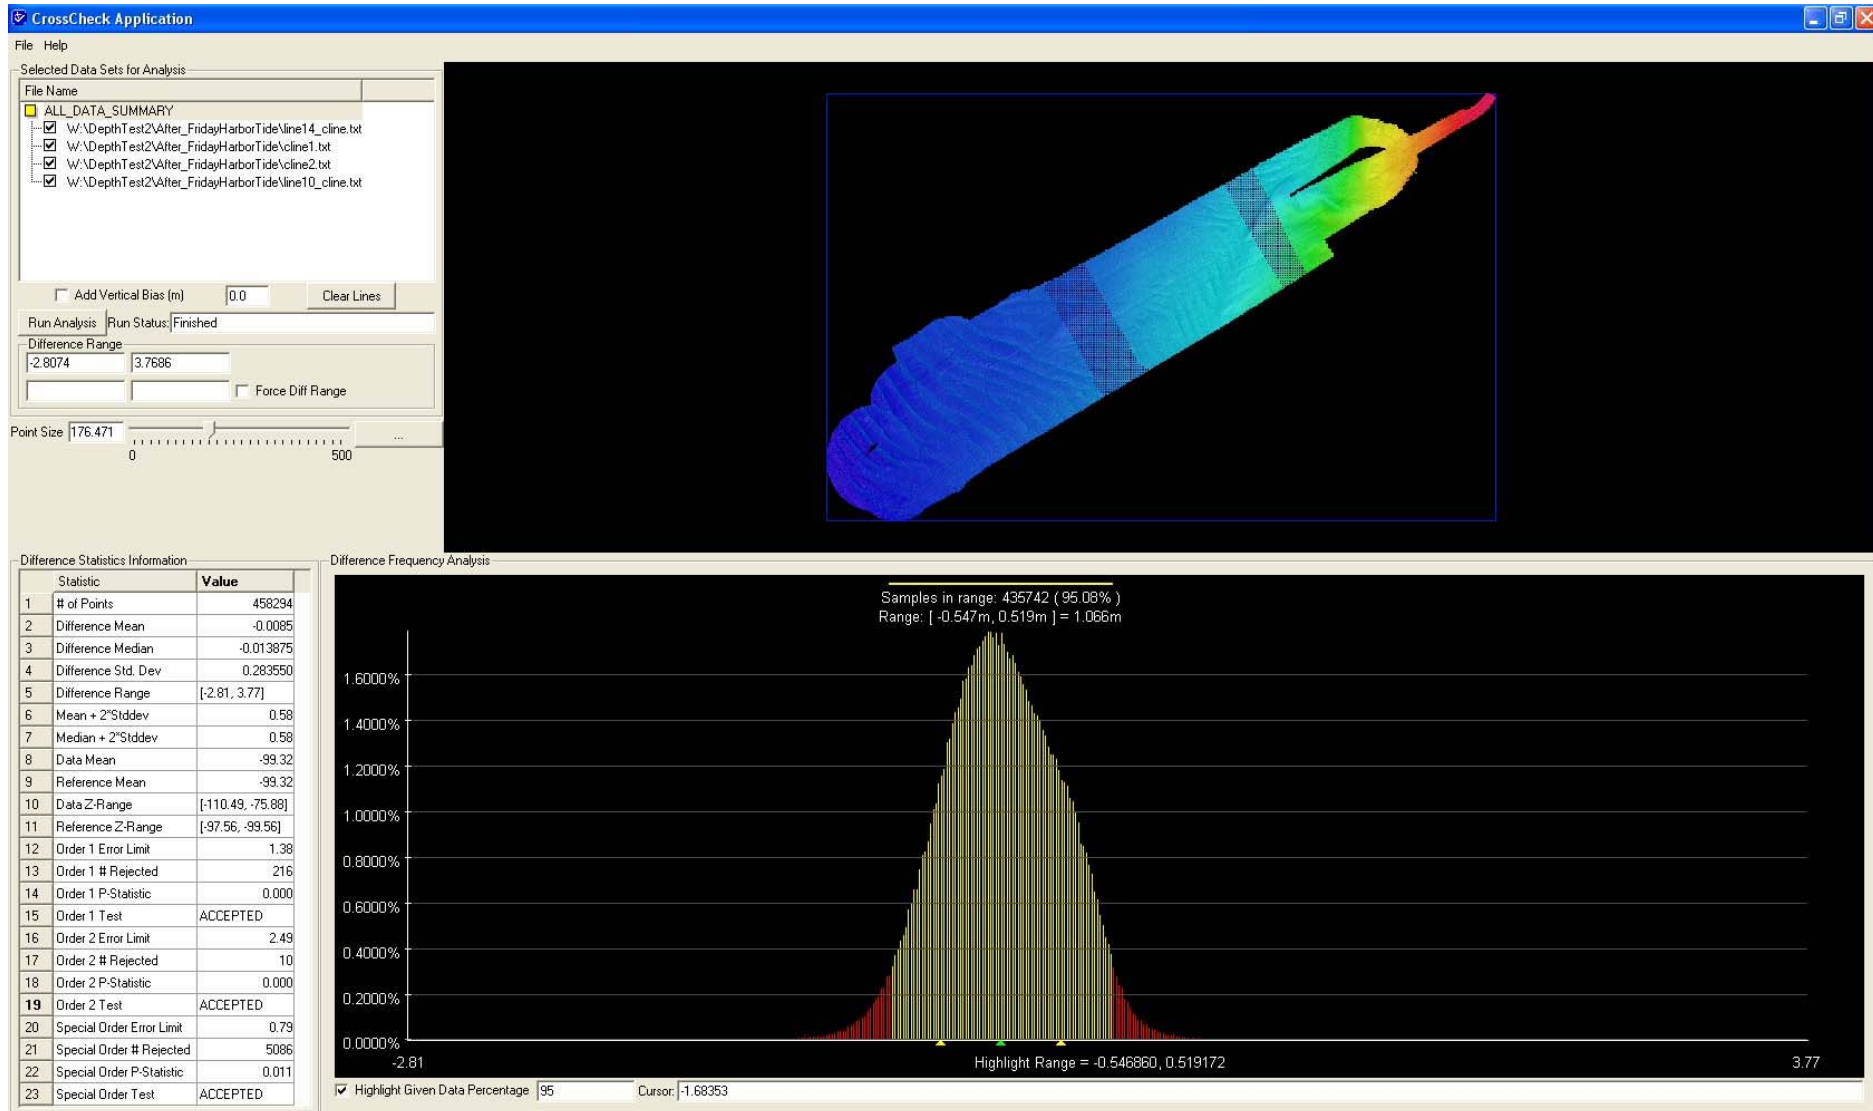 CrossCheck Application
File Help
Selected Data Sets for Analysis
File Name
ALL_DATA_SUMMARY
W:\DepthTest2\After_FridayHarborTide\line14_cline.txt
W:\DepthTest2\After_FridayHarborTide\cline1.txt
W:\DepthTest2\After_FridayHarborTide\cline2.txt
W:\DepthTest2\After_FridayHarborTide\line10_cline.txt
Add Vertical Bias (m) 0.0 Clear Lines
Run Analysis Run Status: Finished
Difference Range
-2.8074 3.7686
Force Diff Range
Point Size 176.471 ...
0 500
Difference Statistics Information
Statistic Value
1 # of Points 458294
2 Difference Mean -0.0085
3 Difference Median -0.013875
4 Difference Std. Dev 0.283550
5 Difference Range [-2.81, 3.77]
6 Mean + 2*Stddev 0.58
7 Median + 2*Stddev 0.58
8 Data Mean -99.32
9 Reference Mean -99.32
10 Data Z-Range [-110.49, -75.88]
11 Reference Z-Range [-97.56, -99.56]
12 Order 1 Error Limit 1.38
13 Order 1 # Rejected 216
14 Order 1 P-Statistic 0.000
15 Order 1 Test ACCEPTED
16 Order 2 Error Limit 2.49
17 Order 2 # Rejected 10
18 Order 2 P-Statistic 0.000
19 Order 2 Test ACCEPTED
20 Special Order Error Limit 0.79
21 Special Order # Rejected 5086
22 Special Order P-Statistic 0.011
23 Special Order Test ACCEPTED
Difference Frequency Analysis
Samples in range: 435742 ( 95.08% )
Range: [ -0.547m, 0.519m ] = 1.066m
1.6000%
1.4000%
1.2000%
1.0000%
0.8000%
0.6000%
0.4000%
0.2000%
0.0000%
-2.81 Highlight Range = -0.546860, 0.519172 3.77
Highlight Given Data Percentage 95 Cursor: -1.68353